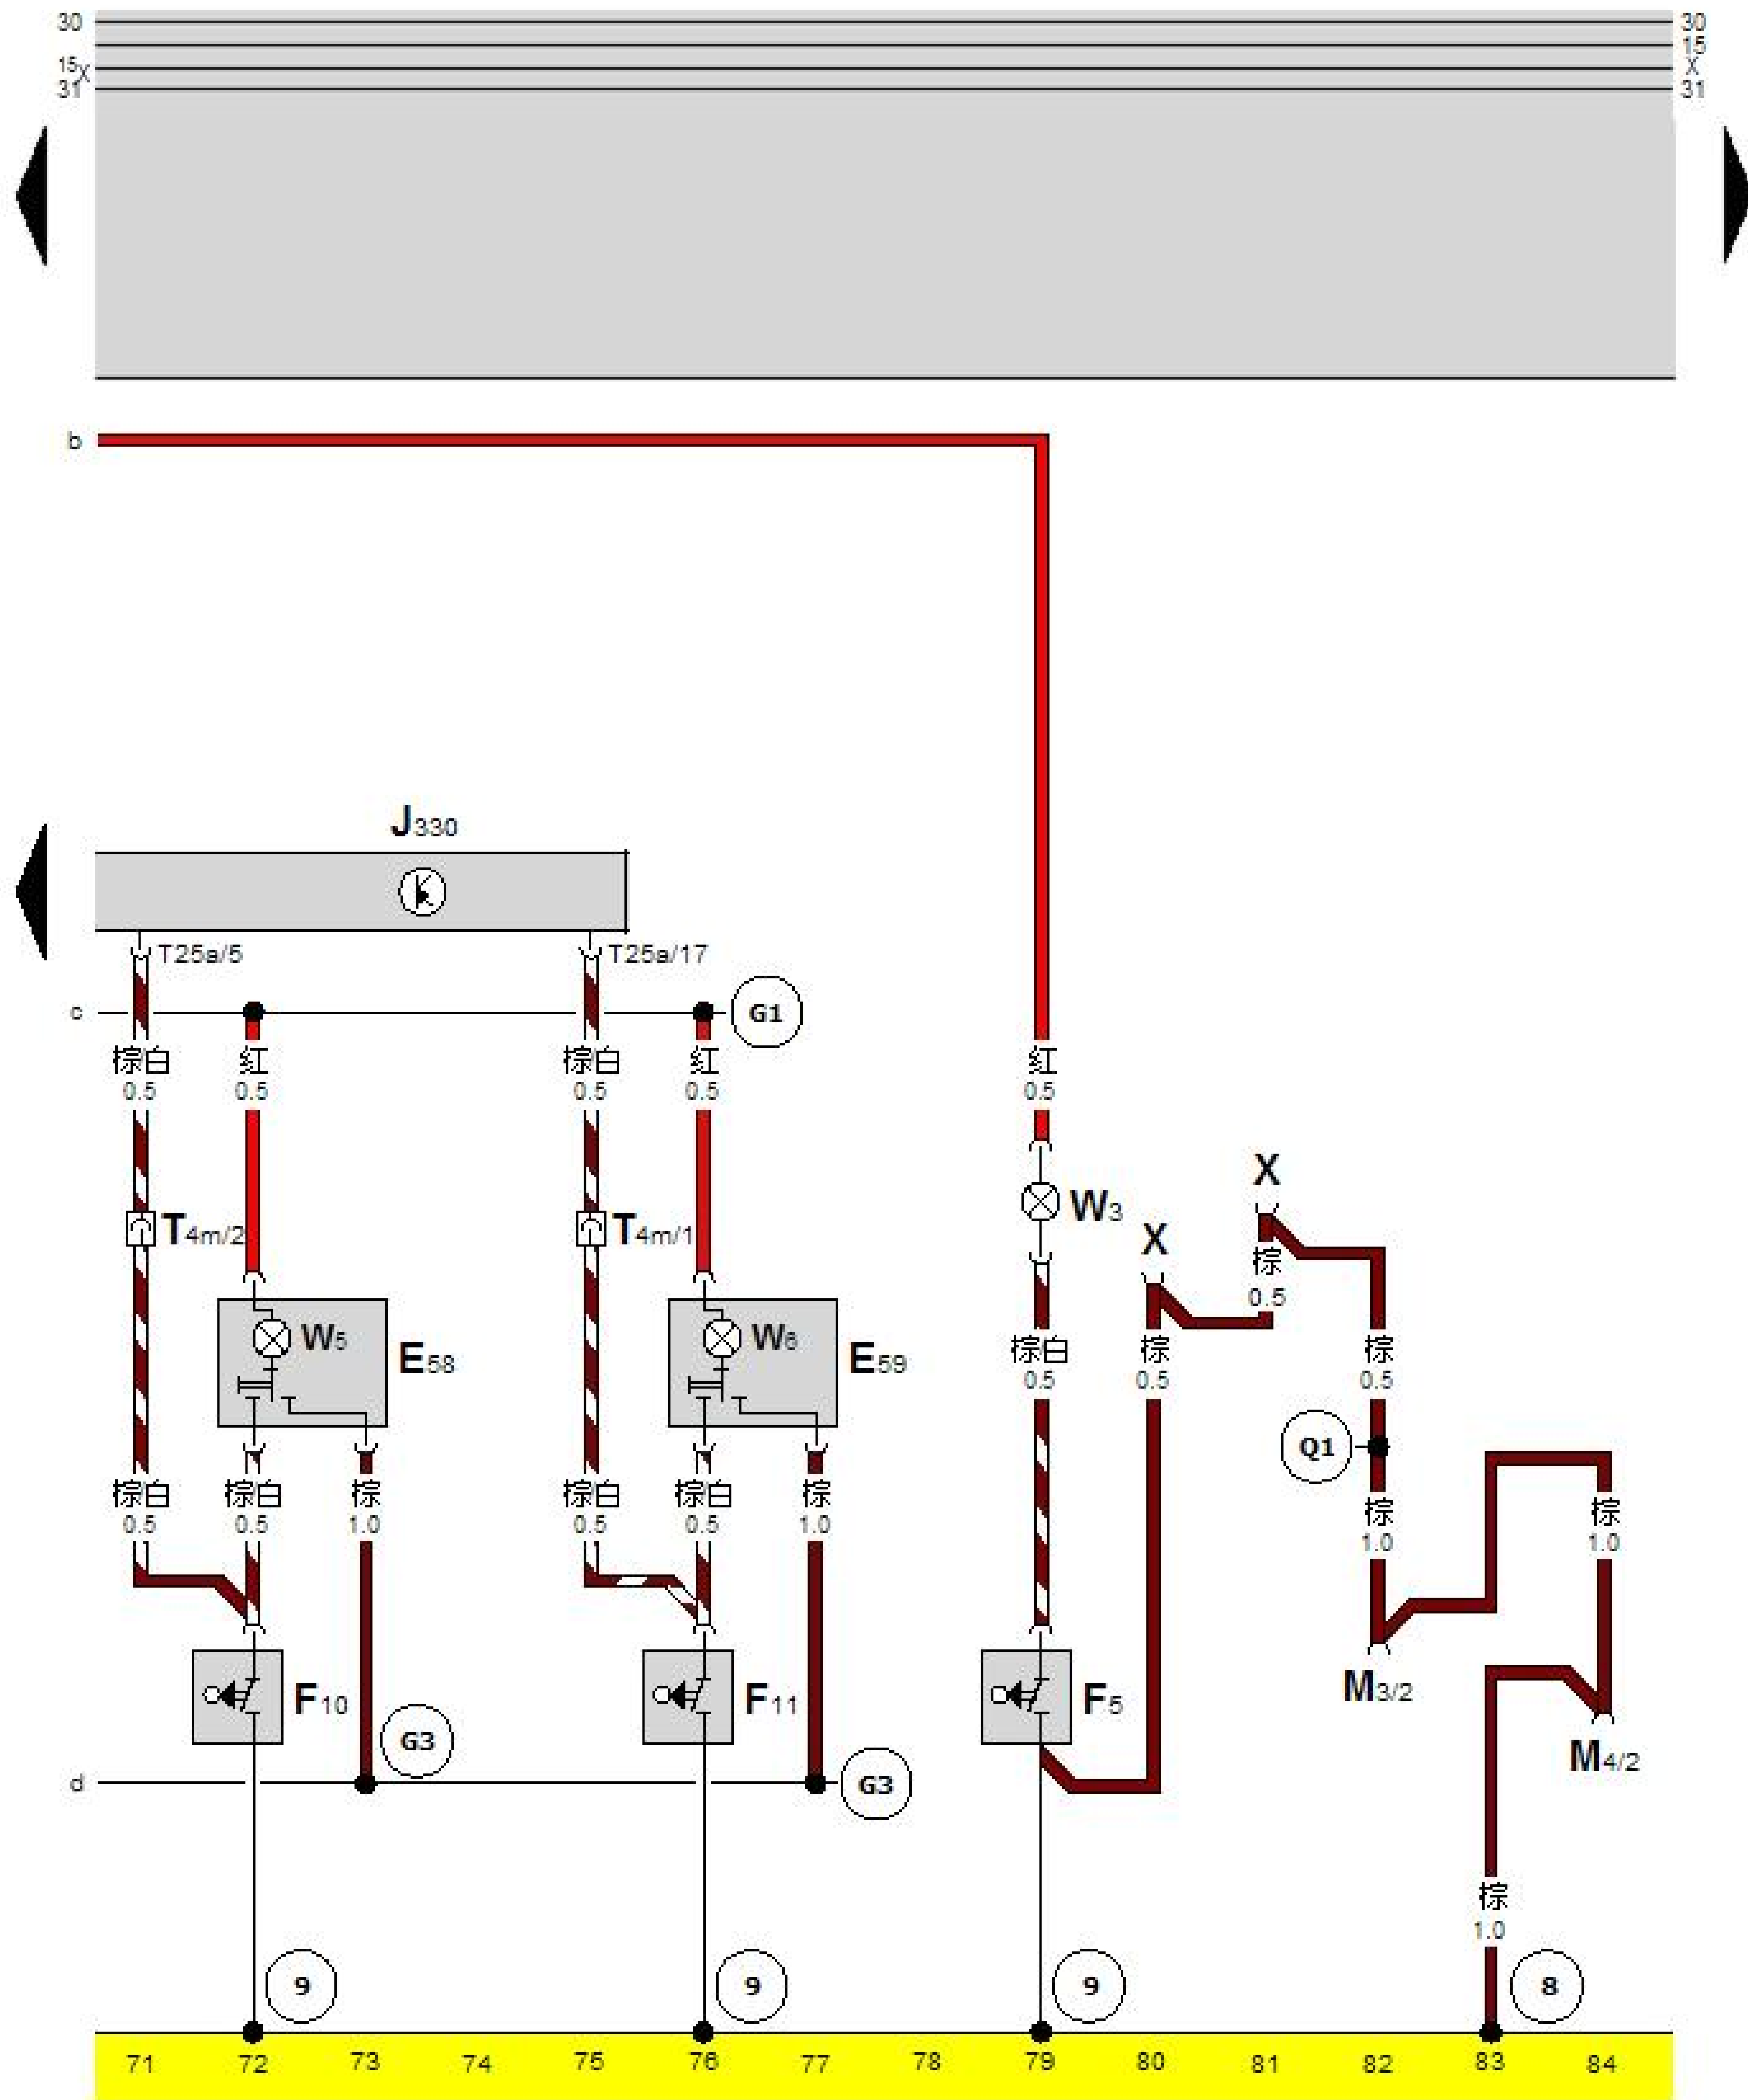 30 30
15
15 X
X
31 31
b
J330
T25a/5 T25a/17
c G1
棕白 红 棕白 红 红
0.5 0.5 0.5 0.5 0.5
X
T4m/2 T4m/1 W3
X
棕
0.5
W5 W6
E58 E59
棕白 棕 棕
0.5 0.5 0.5
Q1
棕白 棕白 棕 棕白 棕白 棕
0.5 0.5 1.0 0.5 0.5 1.0
棕 棕
1.0 1.0
M3/2
F10 F11 F5
G3
M4/2
d G3
棕
1.0
9 9 9 8
71 72 73 74 75 76 77 78 79 80 81 82 83 84